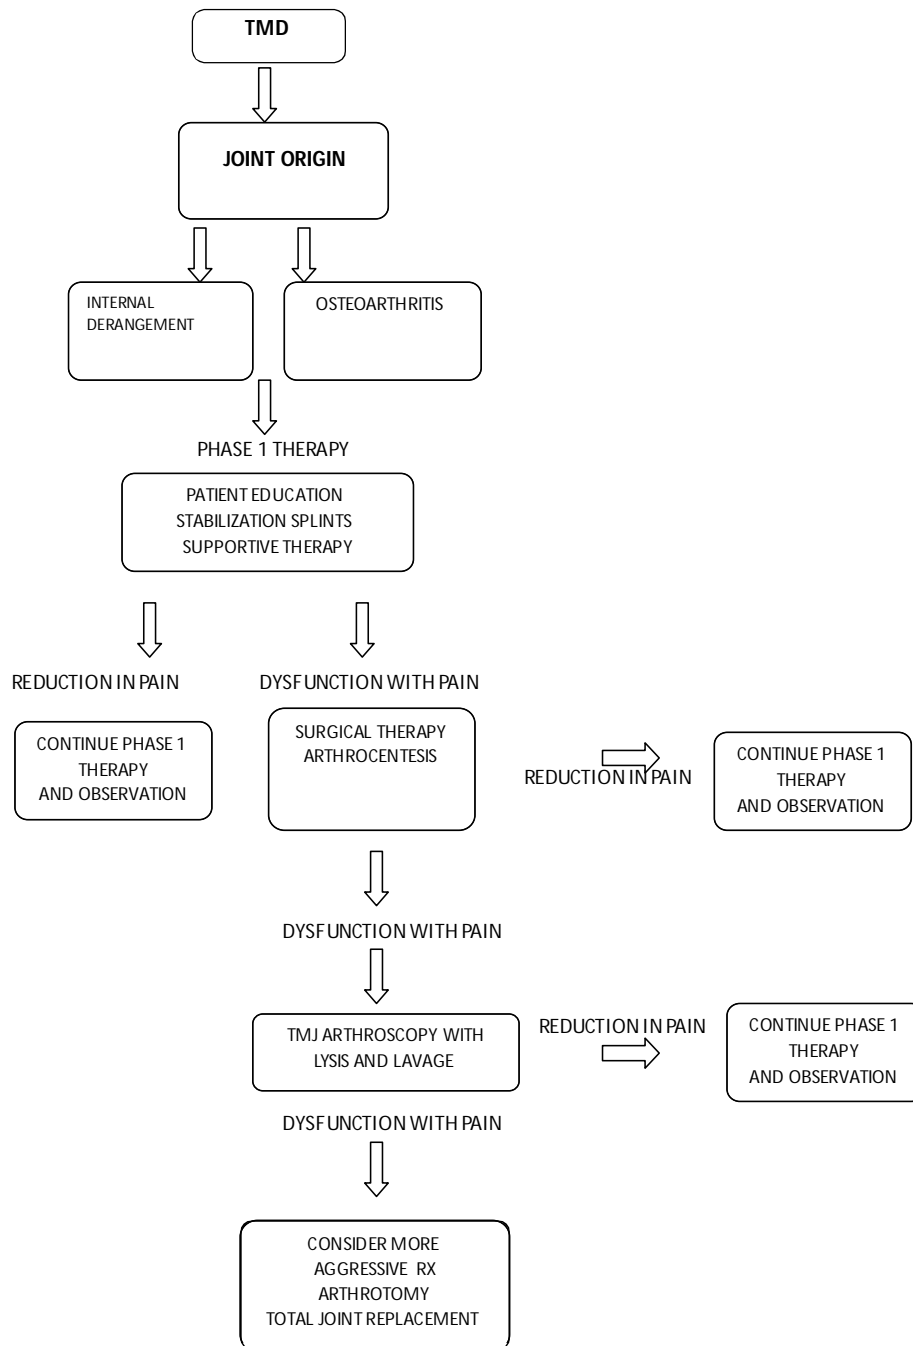 TMD
JOINT ORIGIN
INTERNAL
DERANGEMENT
OSTEOARTHRITIS
PHASE 1 THERAPY
PATIENT EDUCATION
STABILIZATION SPLINTS
SUPPORTIVE THERAPY
REDUCTION IN PAIN
DYSFUNCTION WITH PAIN
CONTINUE PHASE 1
THERAPY
AND OBSERVATION
SURGICAL THERAPY
ARTHROCENTESIS
REDUCTION IN PAIN
CONTINUE PHASE 1
THERAPY
AND OBSERVATION
DYSFUNCTION WITH PAIN
TMJ ARTHROSCOPY WITH
LYSIS AND LAVAGE
REDUCTION IN PAIN
CONTINUE PHASE 1
THERAPY
AND OBSERVATION
DYSFUNCTION WITH PAIN
CONSIDER MORE
AGGRESSIVE RX
ARTHROTOMY
TOTAL JOINT REPLACEMENT